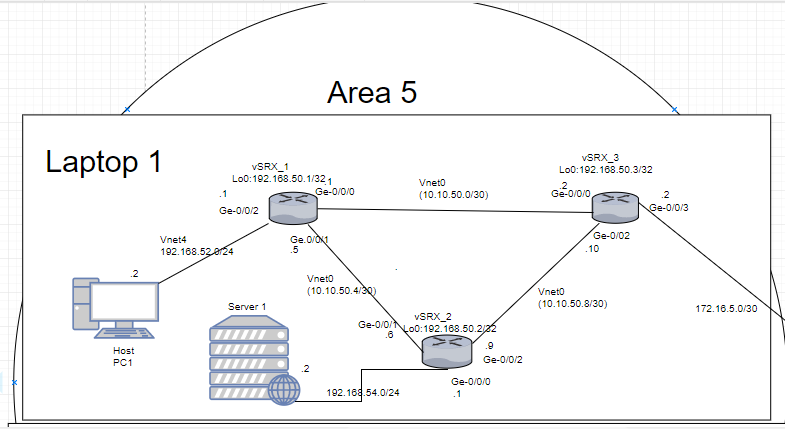 Area 5
Laptop 1
vSRX_1
Lo0:192.168.50.1/32
.1
.1
Ge-0/0/0
Ge-0/0/2
Vnet0
(10.10.50.0/30)
vSRX_3
Lo0:192.168.50.3/32
.2
Ge-0/0/0
.2
Ge-0/0/3
Vnet4
192.168.52.0/24
.2
Ge.0/0/1
.5
Ge-0/02
.10
Vnet0
(10.10.50.4/30)
Vnet0
(10.10.50.8/30)
172.16.5.0/30
Host
PC1
Server 1
.2
192.168.54.0/24
vSRX_2
Lo0:192.168.50.2/32
Ge-0/0/1
.6
.9
Ge-0/0/2
Ge-0/0/0
.1